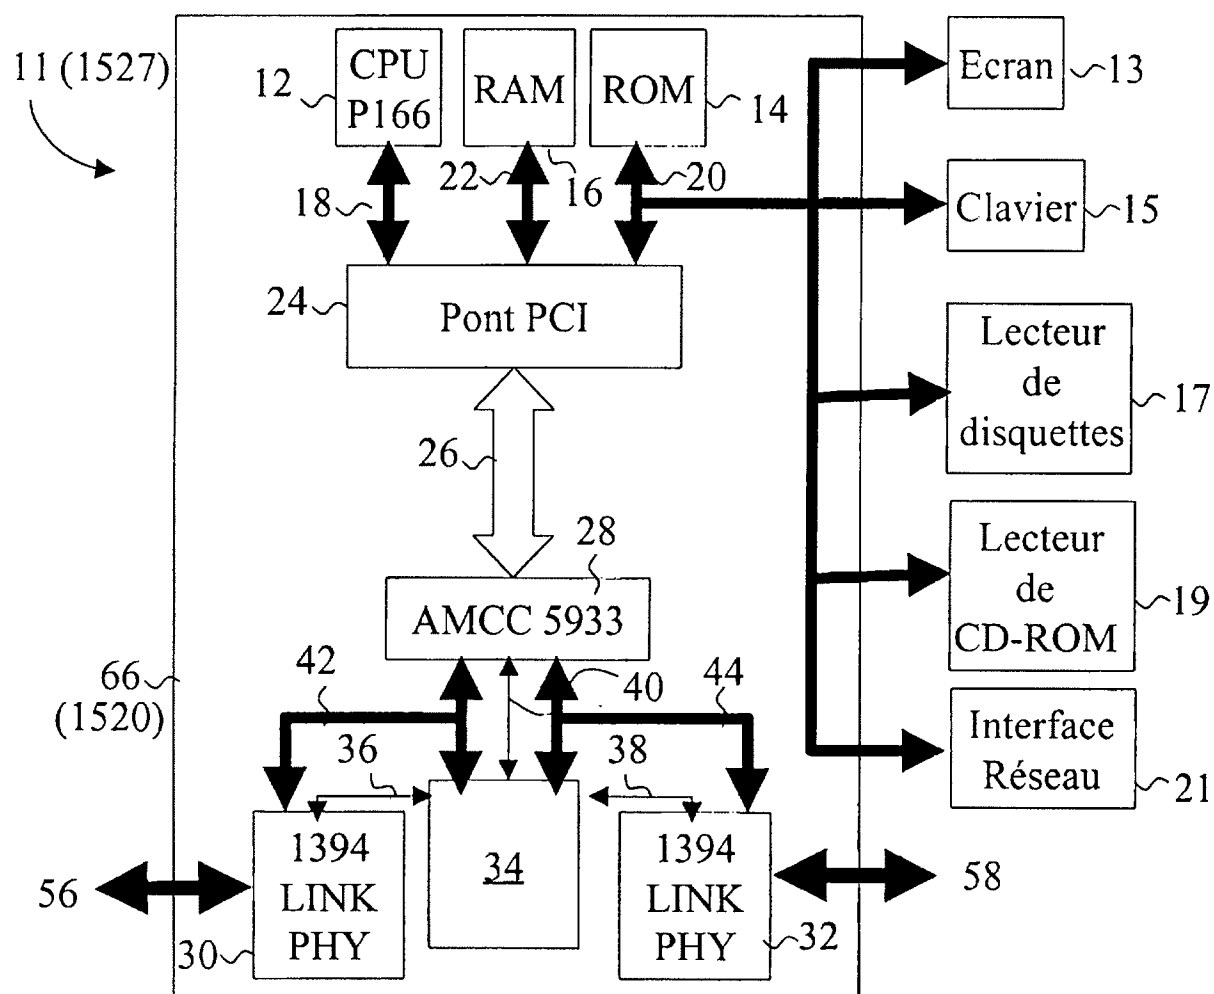 11 (1527)
12
CPU
P166
RAM
ROM
14
Ecran
13
18
22
16
20
Clavier
15
24
Pont PCI
Lecteur
de
disquettes
17
26
28
AMCC 5933
Lecteur
de
CD-ROM
19
66
(1520)
42
40
44
36
38
Interface
Réseau
21
56
1394
LINK
PHY
30
34
1394
LINK
PHY
32
58